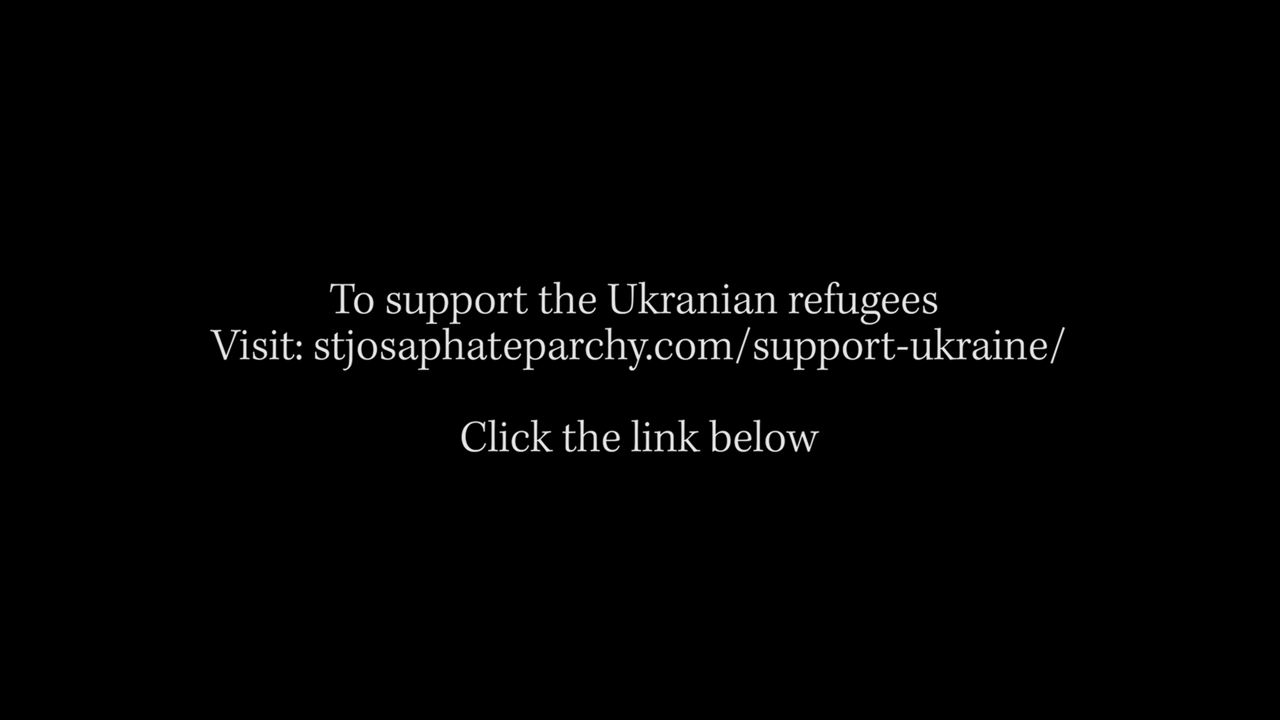 To support the Ukranian refugees
Visit: stjosaphateparchy.com/support-ukraine/
Click the link below